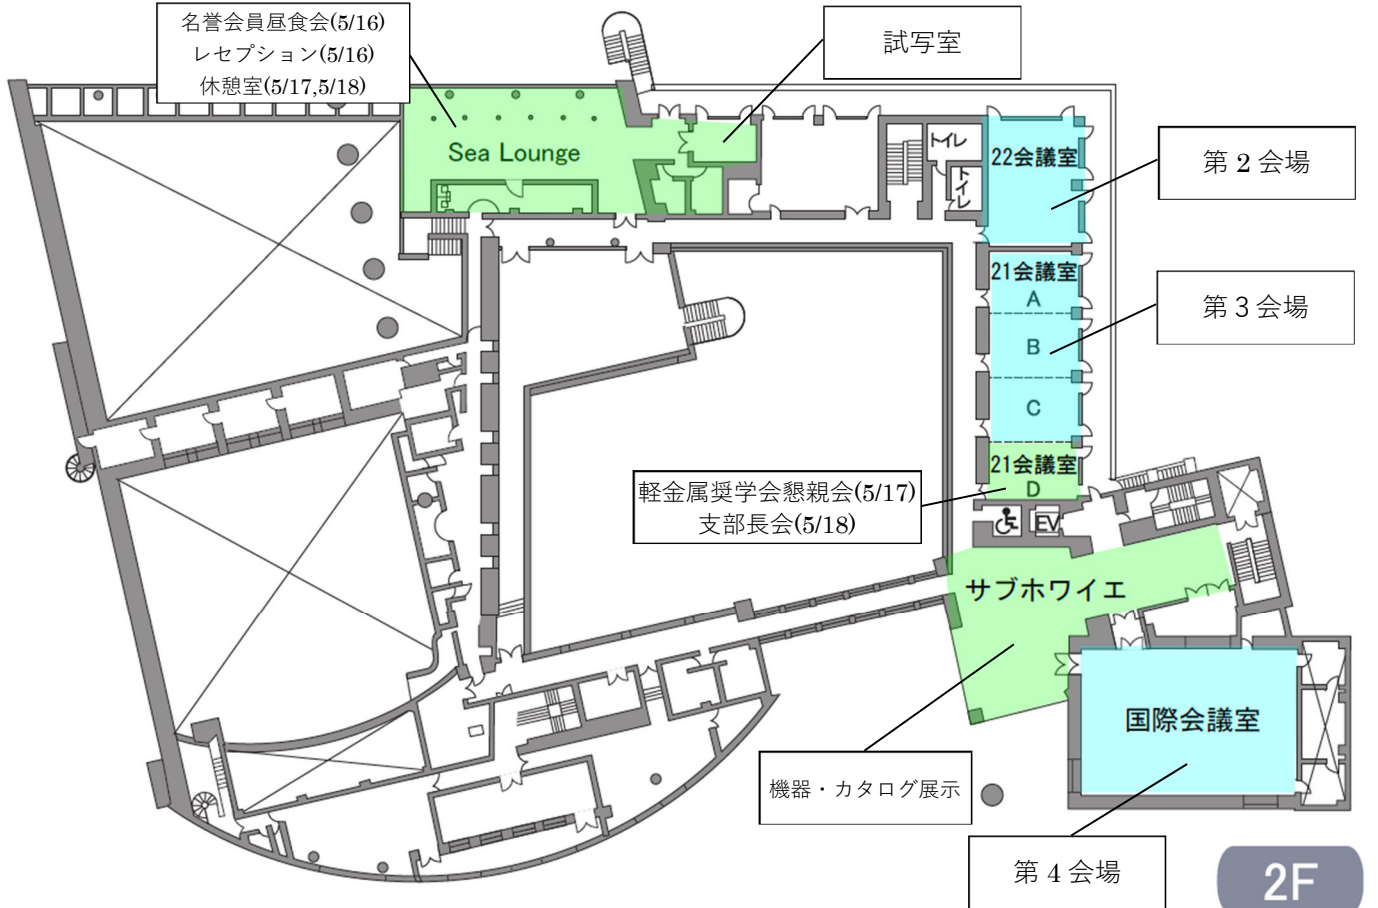 名誉会員昼食会(5/16)
レセプション(5/16)
休憩室(5/17,5/18)
試写室
Sea Lounge
トイレ
トイレ
22会議室
第 2 会場
21会議室
A
B
C
第 3 会場
21会議室
D
軽金属奨学会懇親会(5/17)
支部長会(5/18)
EV
サブホワイエ
国際会議室
機器・カタログ展示
第 4 会場
2F